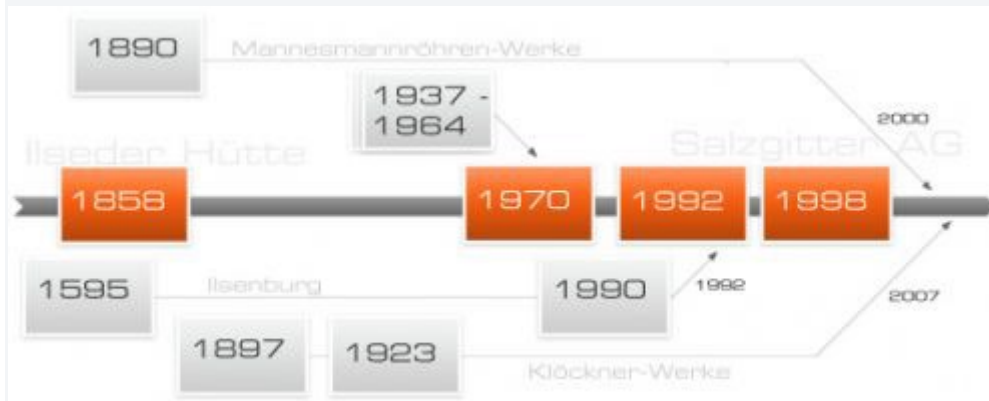 1890
Mannesmannröhren-Werke
1937 -
1964
2000
Ilseder Hütte
Salzgitter AG
1858
1970
1992
1998
1595
Ilsenburg
1990
1992
2007
1897
1923
Klöckner-Werke